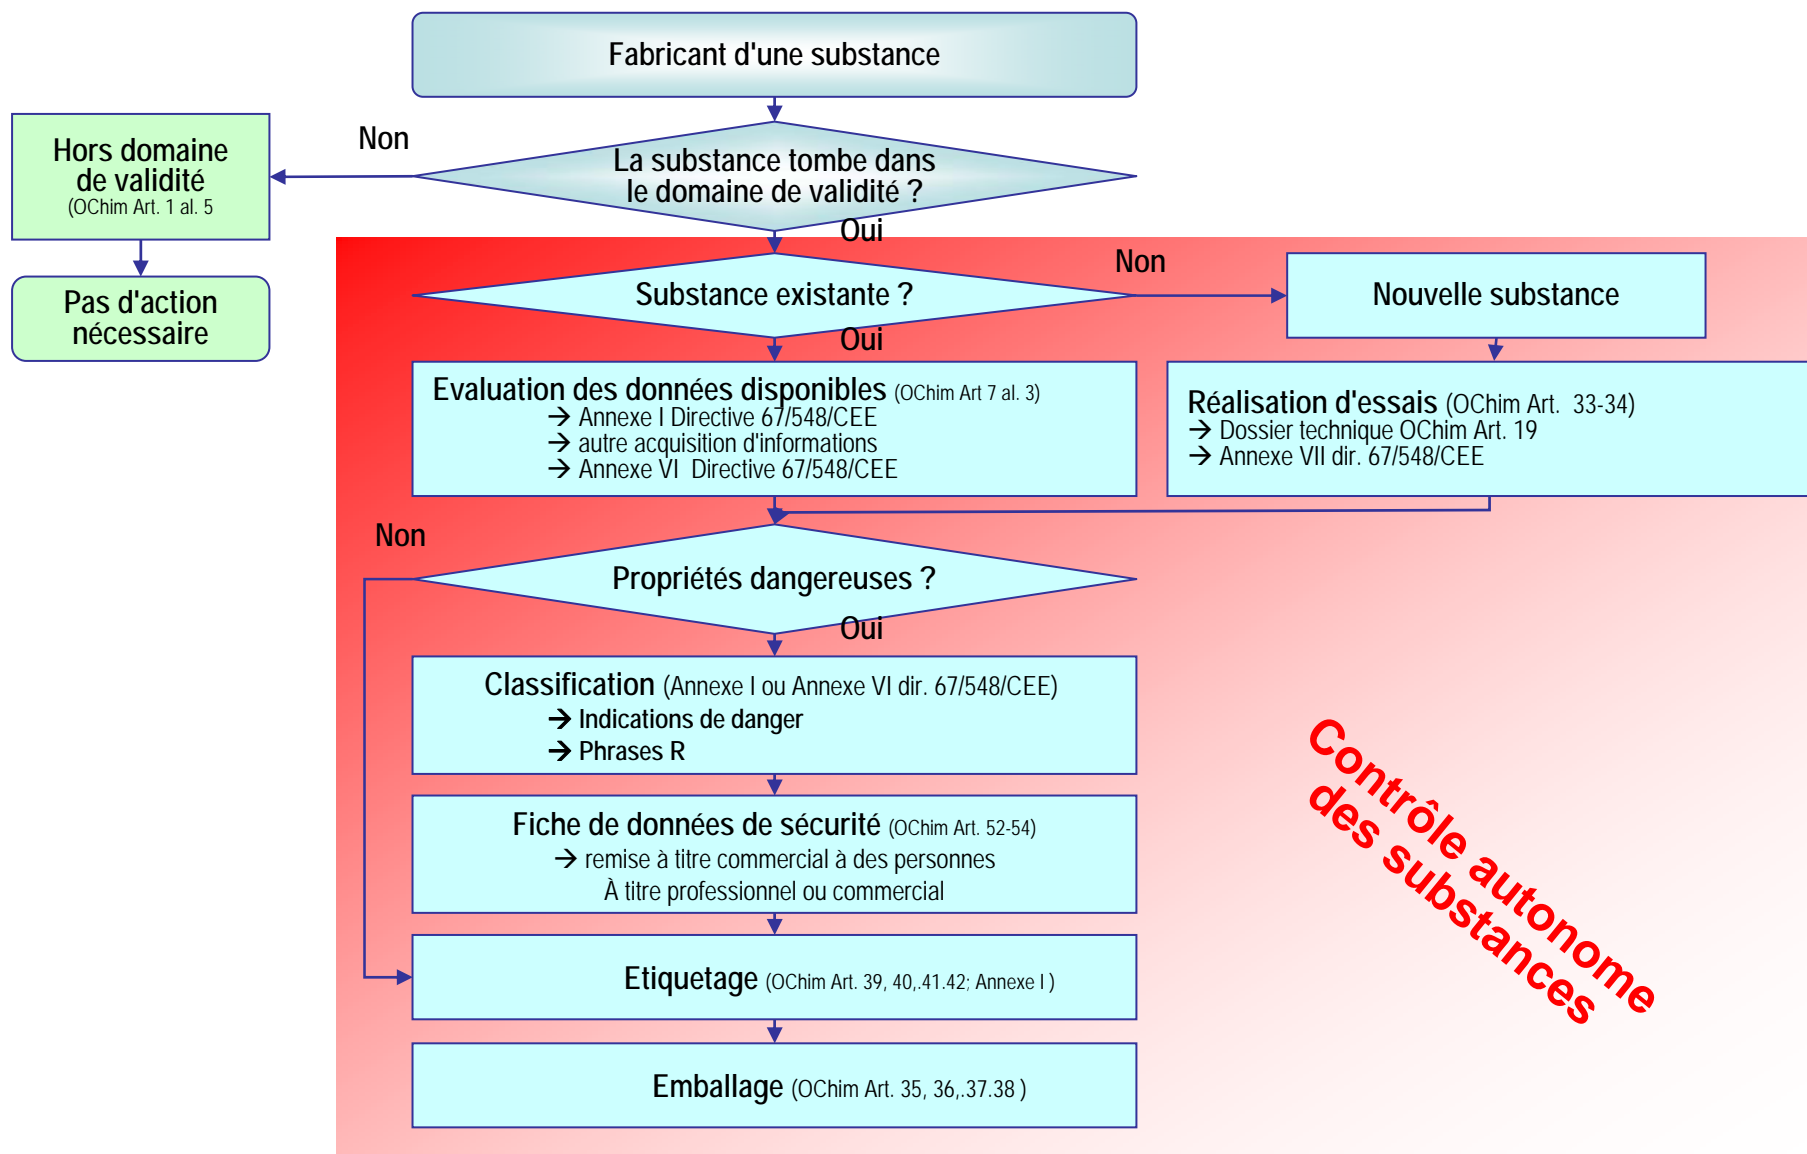 Fabricant d'une substance
Non
Hors domaine
de validité
(OChim Art. 1 al. 5
La substance tombe dans
le domaine de validité ?
Oui
Pas d'action
nécessaire
Substance existante ?
Non
Nouvelle substance
Oui
Evaluation des données disponibles (OChim Art 7 al. 3)
→ Annexe I Directive 67/548/CEE
→ autre acquisition d'informations
→ Annexe VI Directive 67/548/CEE
Réalisation d'essais (OChim Art. 33-34)
→ Dossier technique OChim Art. 19
→ Annexe VII dir. 67/548/CEE
Non
Propriétés dangereuses ?
Oui
Classification (Annexe I ou Annexe VI dir. 67/548/CEE)
→ Indications de danger
→ Phrases R
Fiche de données de sécurité (OChim Art. 52-54)
→ remise à titre commercial à des personnes
À titre professionnel ou commercial
Etiquetage (OChim Art. 39, 40,.41.42; Annexe I )
Emballage (OChim Art. 35, 36,.37.38 )
Contrôle autonome
des substances